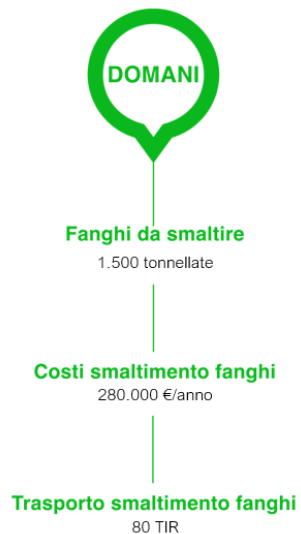 DOMANI
Fanghi da smaltire
1.500 tonnellate
Costi smaltimento fanghi
280.000 €/anno
Trasporto smaltimento fanghi
80 TIR